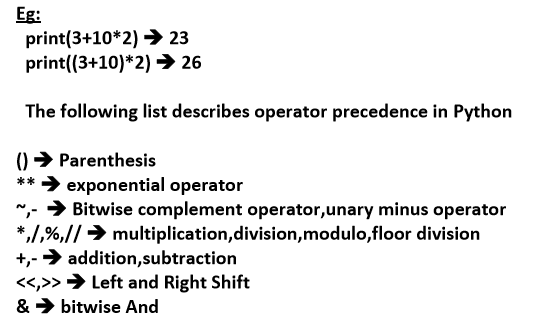 Eg:
print(3+10*2) ➔ 23
print((3+10)*2) ➔ 26
The following list describes operator precedence in Python
() ➔ Parenthesis
** ➔ exponential operator
~,- ➔ Bitwise complement operator,unary minus operator
*,/,%,// ➔ multiplication,division,modulo,floor division
+,- ➔ addition,subtraction
<<,>> ➔ Left and Right Shift
& ➔ bitwise And